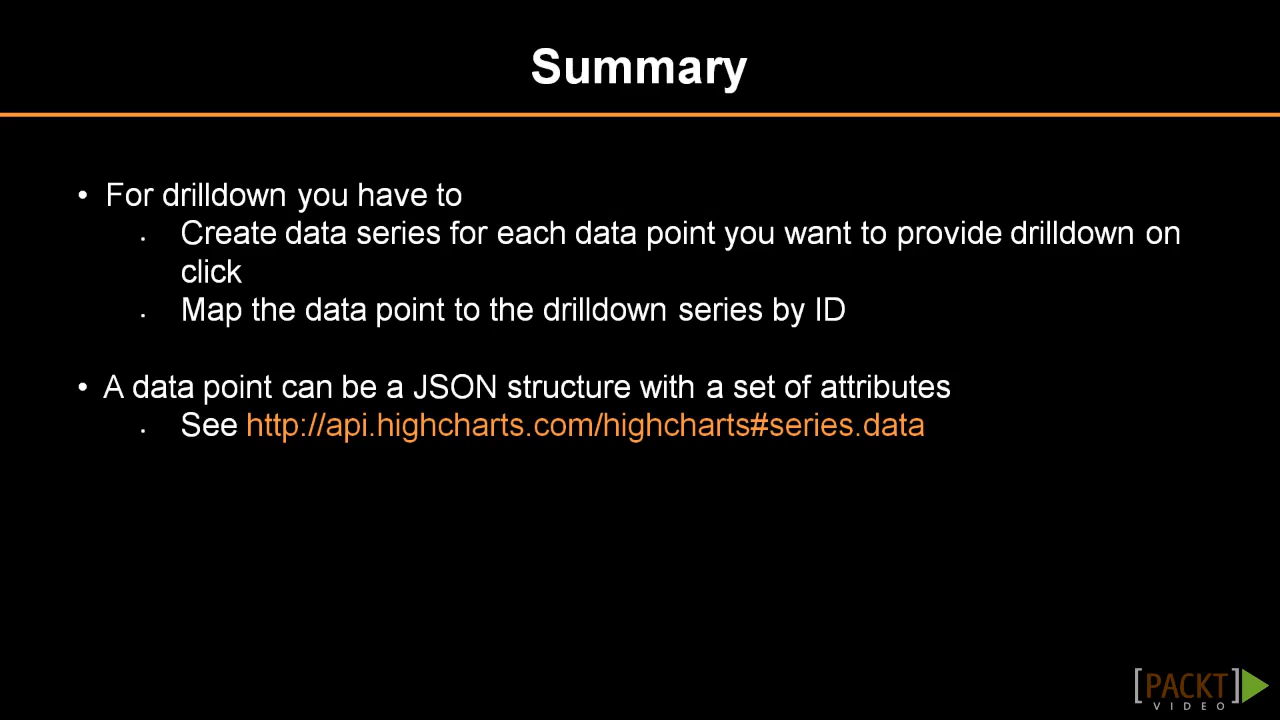 Summary
• For drilldown you have to
• Create data series for each data point you want to provide drilldown on
click
• Map the data point to the drilldown series by ID
• A data point can be a JSON structure with a set of attributes
• See http://api.highcharts.com/highcharts#series.data
[PACKT]
VIDEO